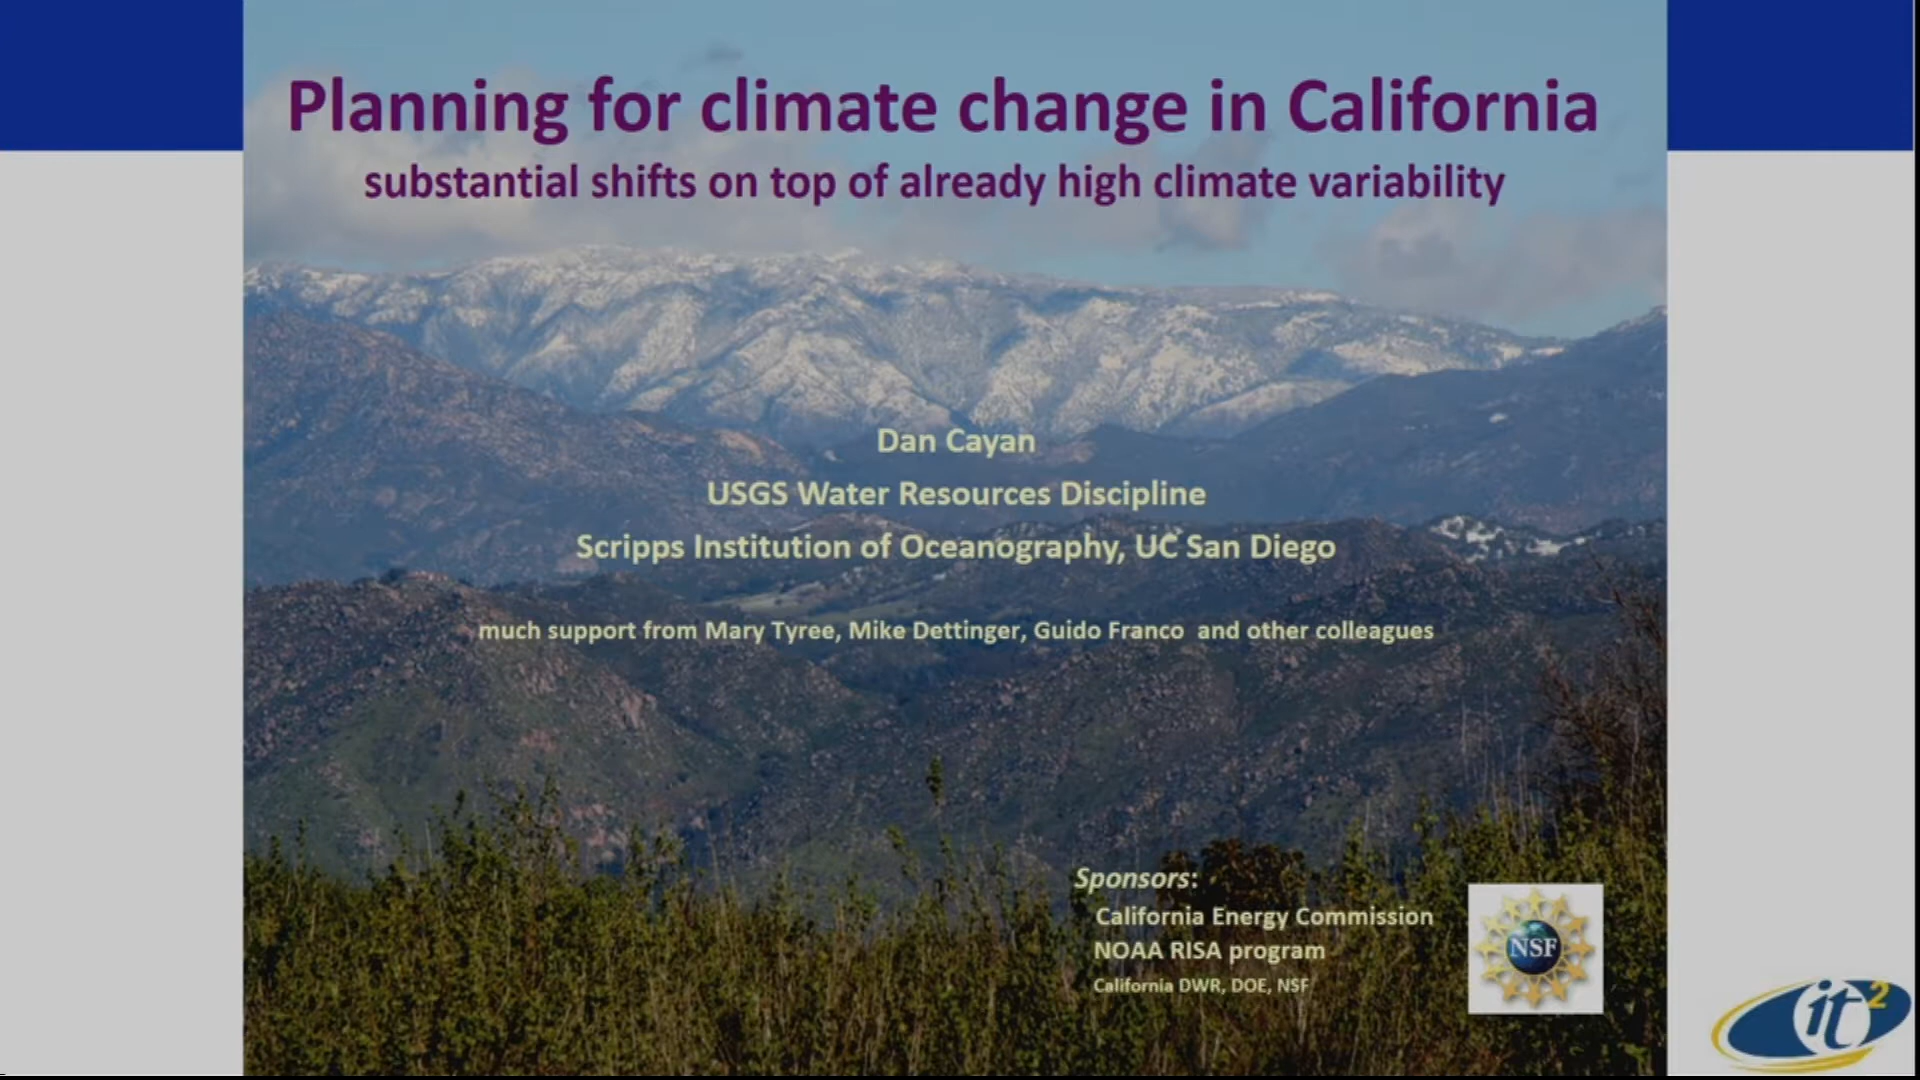 Planning for climate change in California
substantial shifts on top of already high climate variability
Dan Cayan
USGS Water Resources Discipline
Scripps Institution of Oceanography, UC San Diego
much support from Mary Tyree, Mike Dettinger, Guido Franco and other colleagues
Sponsors:
California Energy Commission
NOAA RISA program
California DWR, DOE, NSF
NSF
it2